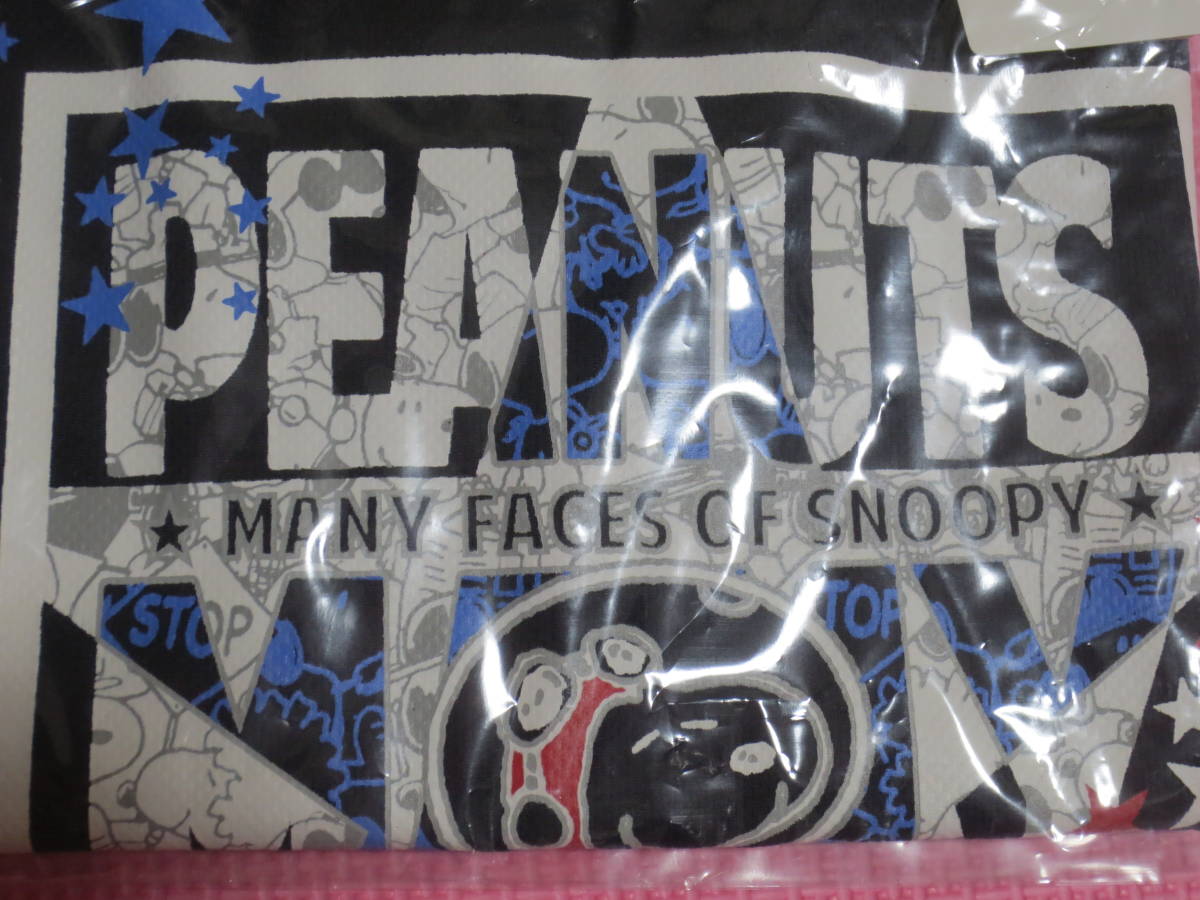 PEANUTS
★ MANY FACES OF SNOOPY ★
STOP STOP